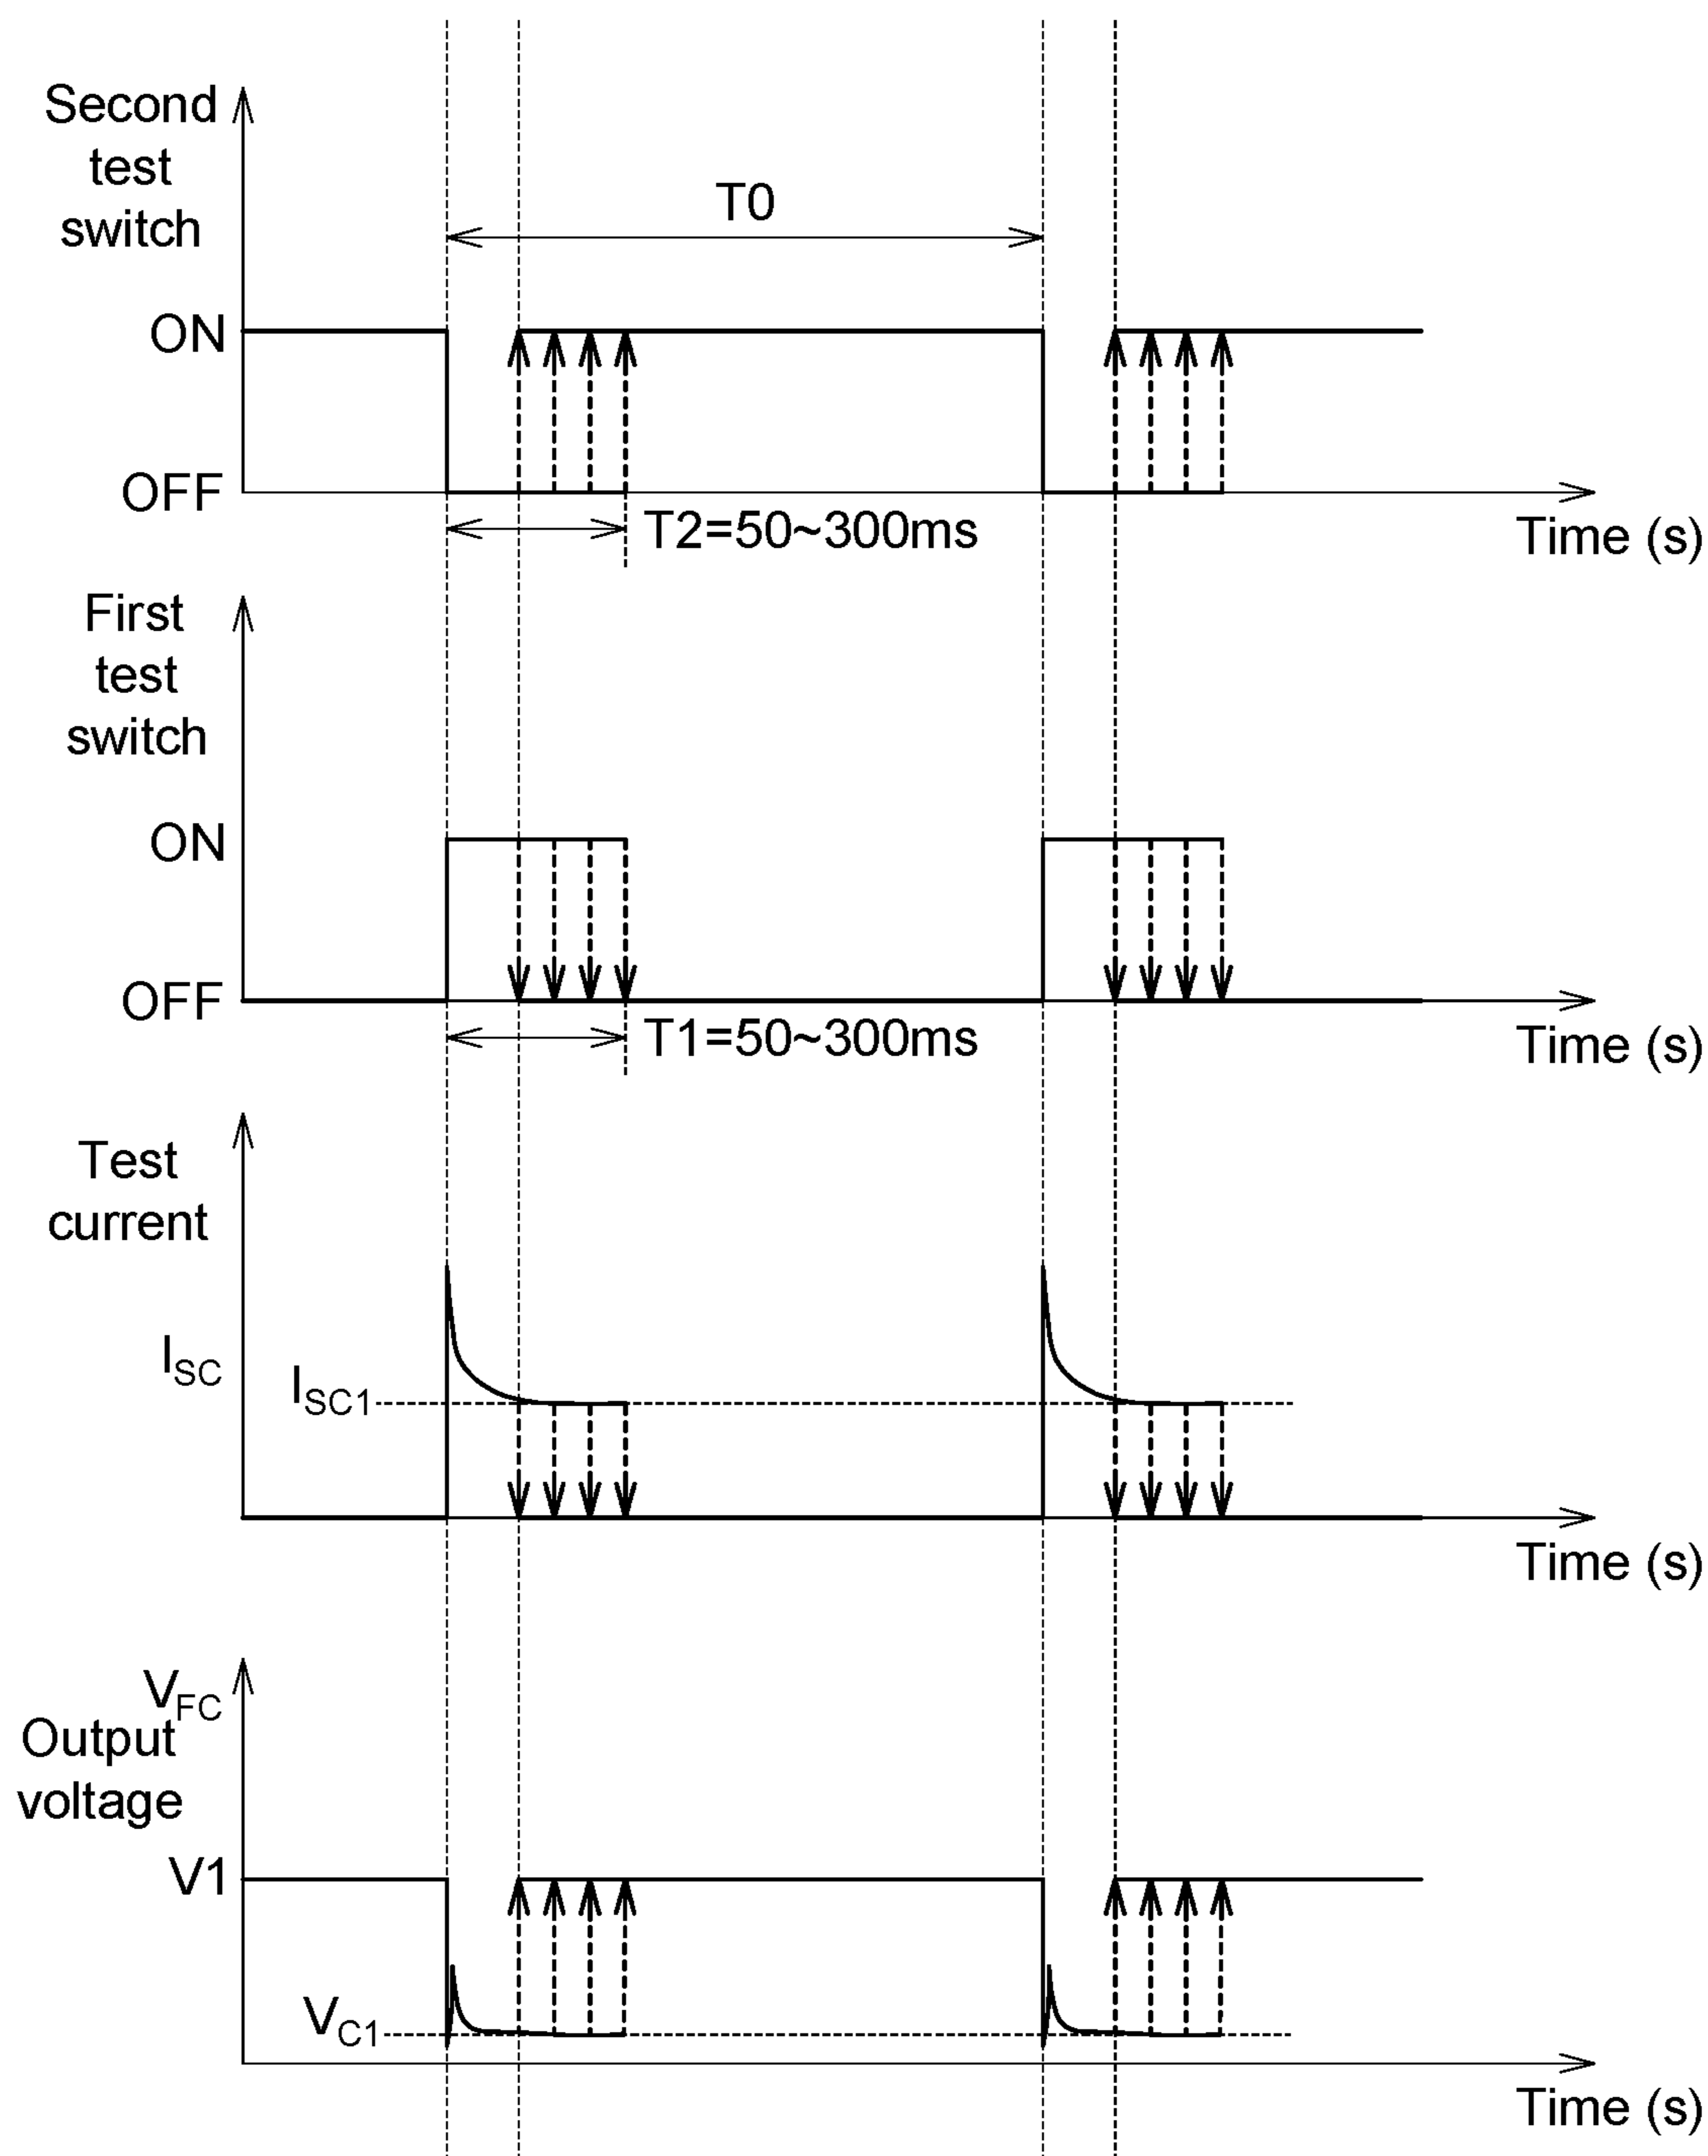 Second
test
switch
T0
ON
OFF
T2=50~300ms
Time (s)
First
test
switch
ON
OFF
T1=50~300ms
Time (s)
Test
current
ISC
ISC1
Time (s)
VFC
Output
voltage
V1
VC1
Time (s)